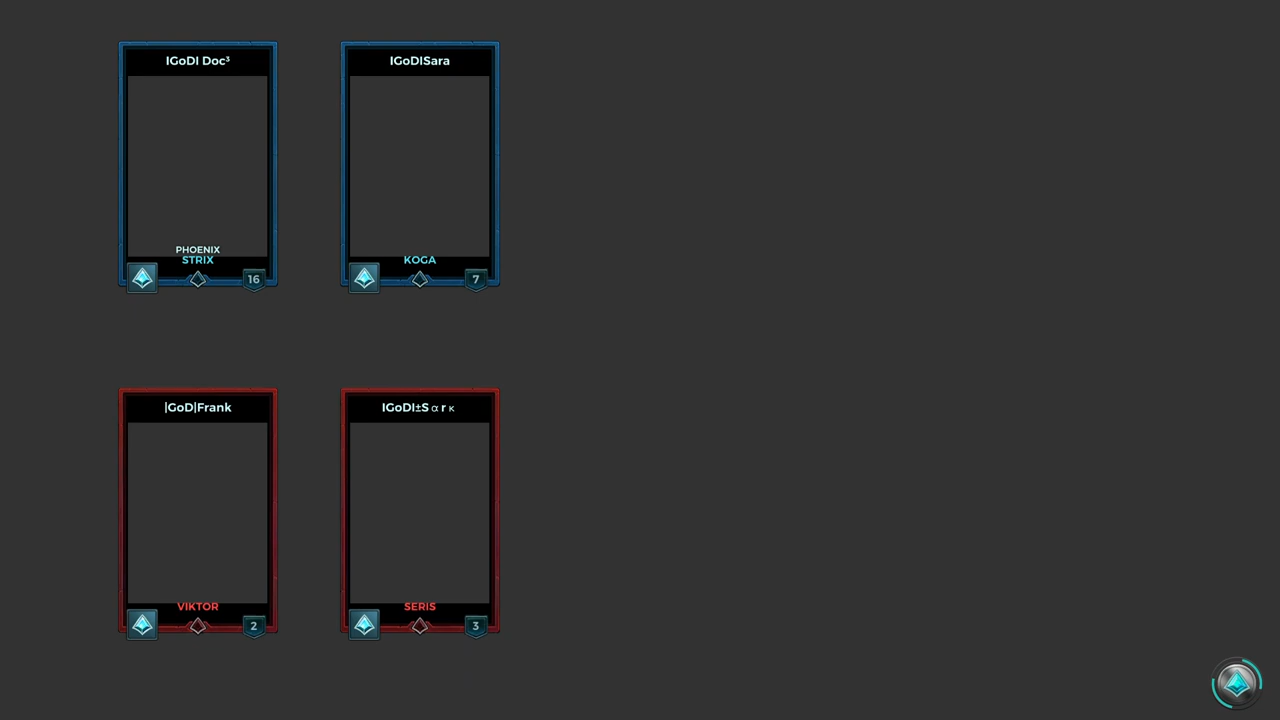 IGoDI Doc³
IGoDISara
PHOENIX
STRIX
KOGA
16
7
|GoD|Frank
IGoDI±S α r κ
VIKTOR
SERIS
2
3